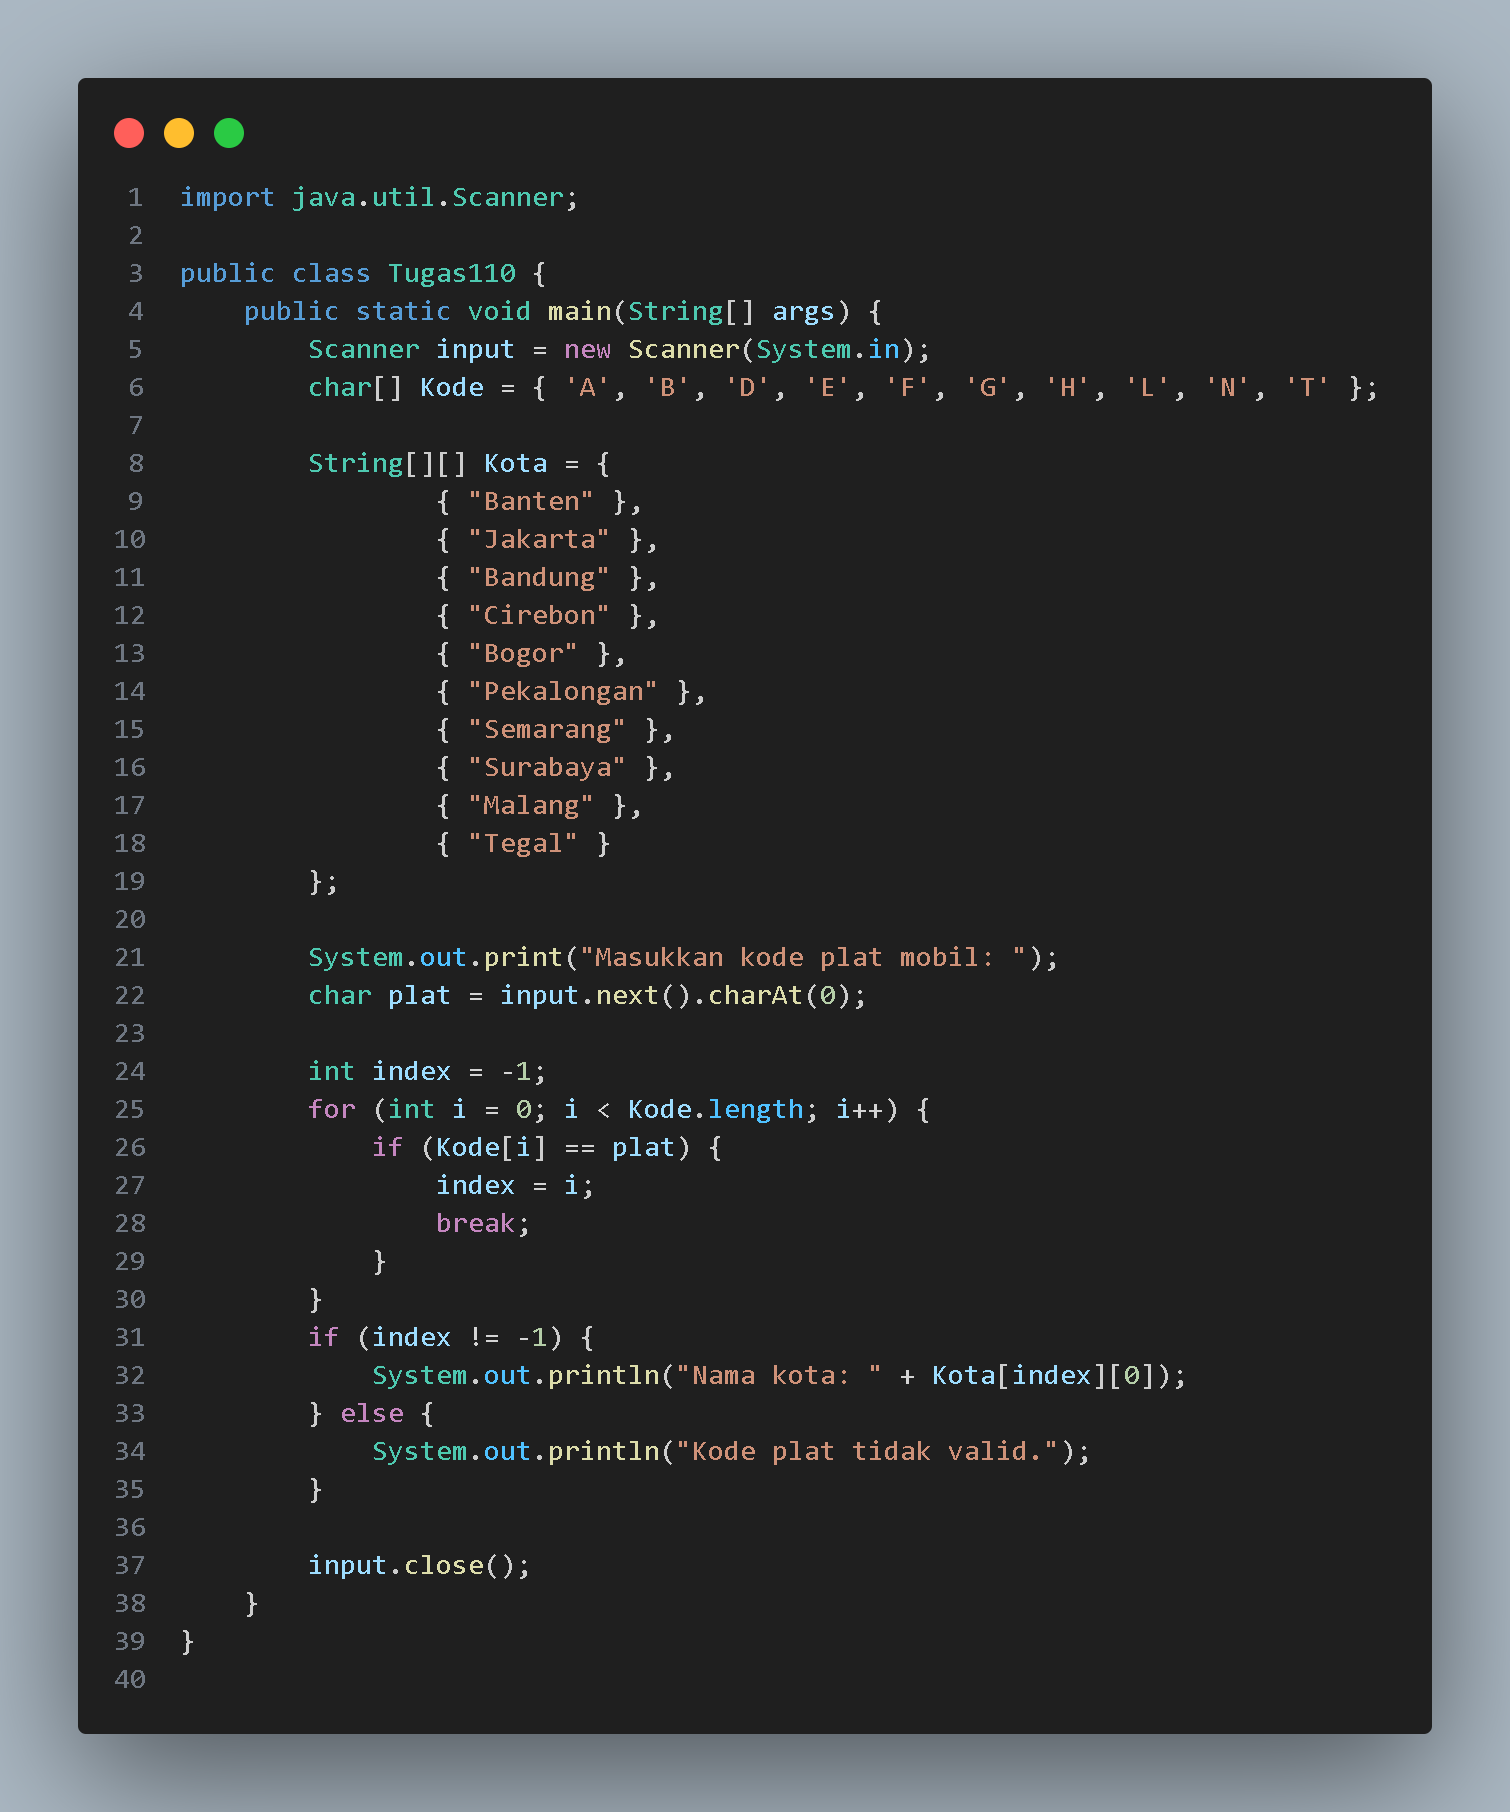 1 import java.util.Scanner;
2
3 public class Tugas110 {
4     public static void main(String[] args) {
5         Scanner input = new Scanner(System.in);
6         char[] Kode = { 'A', 'B', 'D', 'E', 'F', 'G', 'H', 'L', 'N', 'T' };
7
8         String[][] Kota = {
9                 { "Banten" },
10                 { "Jakarta" },
11                 { "Bandung" },
12                 { "Cirebon" },
13                 { "Bogor" },
14                 { "Pekalongan" },
15                 { "Semarang" },
16                 { "Surabaya" },
17                 { "Malang" },
18                 { "Tegal" }
19         };
20
21         System.out.print("Masukkan kode plat mobil: ");
22         char plat = input.next().charAt(0);
23
24         int index = -1;
25         for (int i = 0; i < Kode.length; i++) {
26             if (Kode[i] == plat) {
27                 index = i;
28                 break;
29             }
30         }
31         if (index != -1) {
32             System.out.println("Nama kota: " + Kota[index][0]);
33         } else {
34             System.out.println("Kode plat tidak valid.");
35         }
36
37         input.close();
38     }
39 }
40